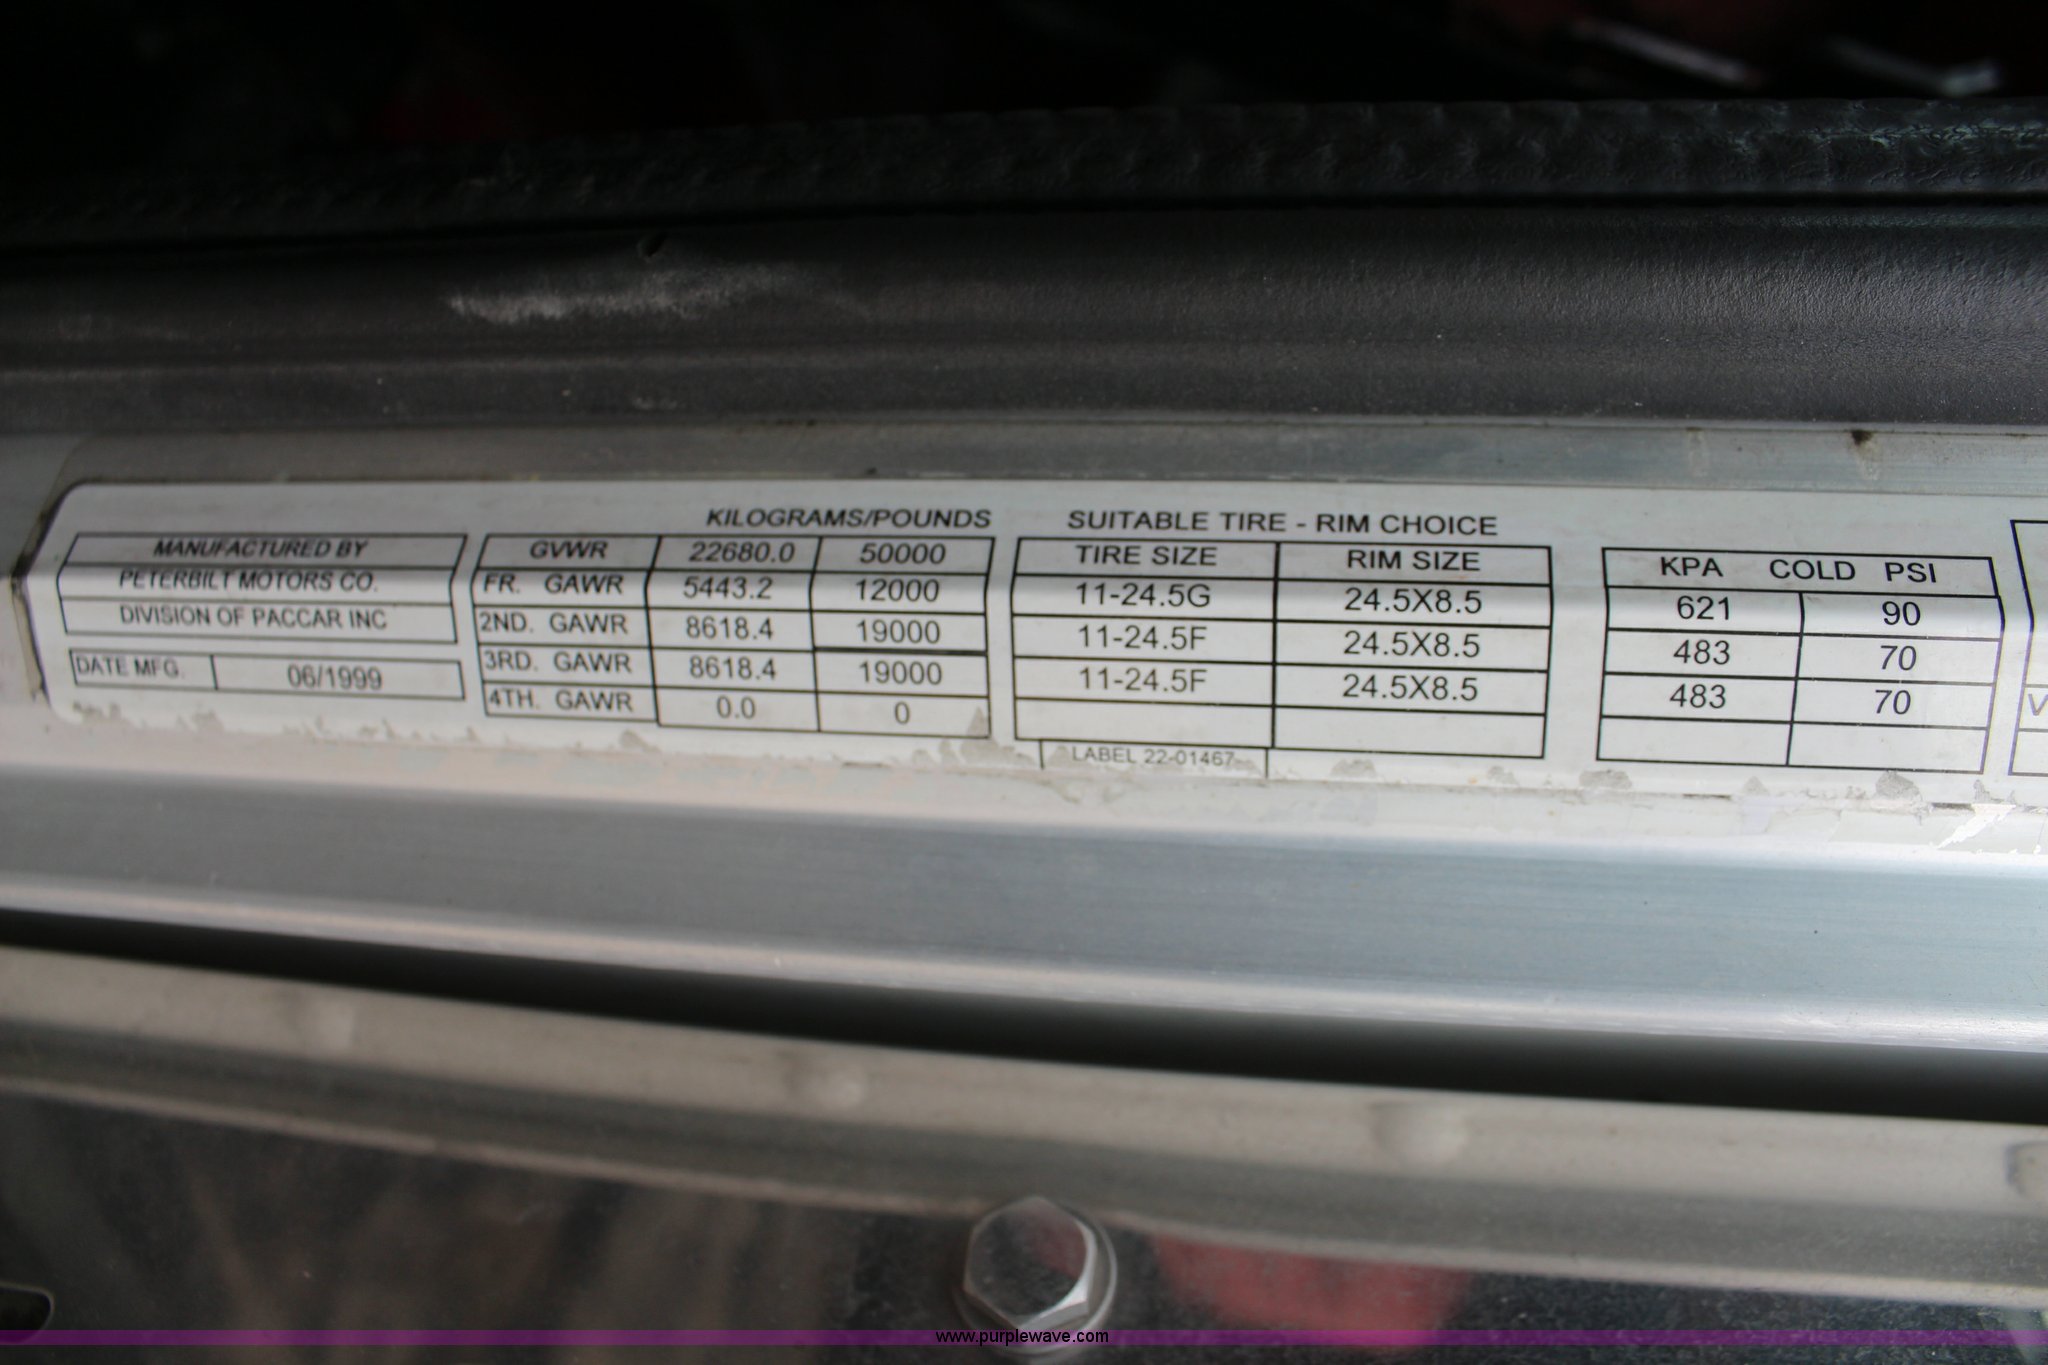 MANUFACTURED BY
PETERBILT MOTORS CO.
DIVISION OF PACCAR INC
DATE MFG. 06/1999
KILOGRAMS/POUNDS
GVWR 22680.0 50000
FR. GAWR 5443.2 12000
2ND. GAWR 8618.4 19000
3RD. GAWR 8618.4 19000
4TH. GAWR 0.0 0
SUITABLE TIRE - RIM CHOICE
TIRE SIZE RIM SIZE
11-24.5G 24.5X8.5
11-24.5F 24.5X8.5
11-24.5F 24.5X8.5
LABEL 22-01467
KPA COLD PSI
621 90
483 70
483 70
V
www.purplewave.com